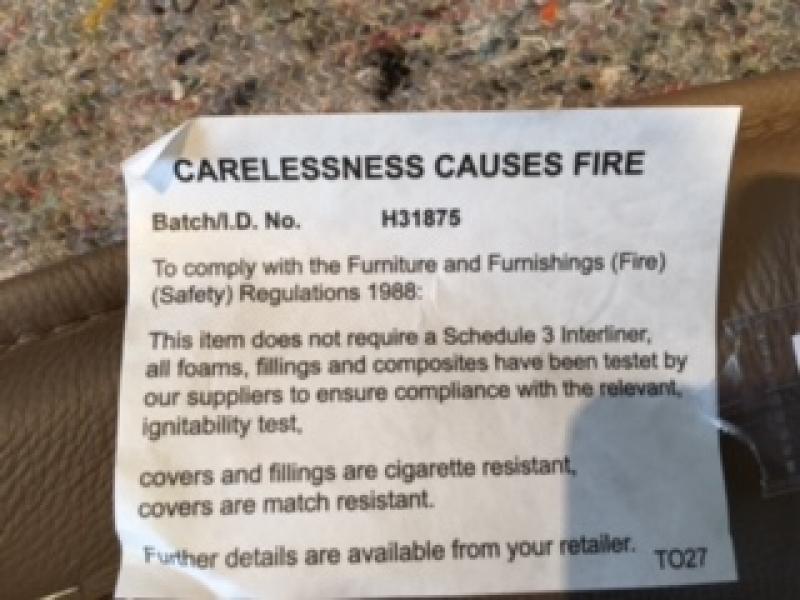 CARELESSNESS CAUSES FIRE
Batch/I.D. No. H31875
To comply with the Furniture and Furnishings (Fire)
(Safety) Regulations 1988:
This item does not require a Schedule 3 Interliner,
all foams, fillings and composites have been testet by
our suppliers to ensure compliance with the relevant,
ignitability test,
covers and fillings are cigarette resistant,
covers are match resistant.
Further details are available from your retailer.
TO27